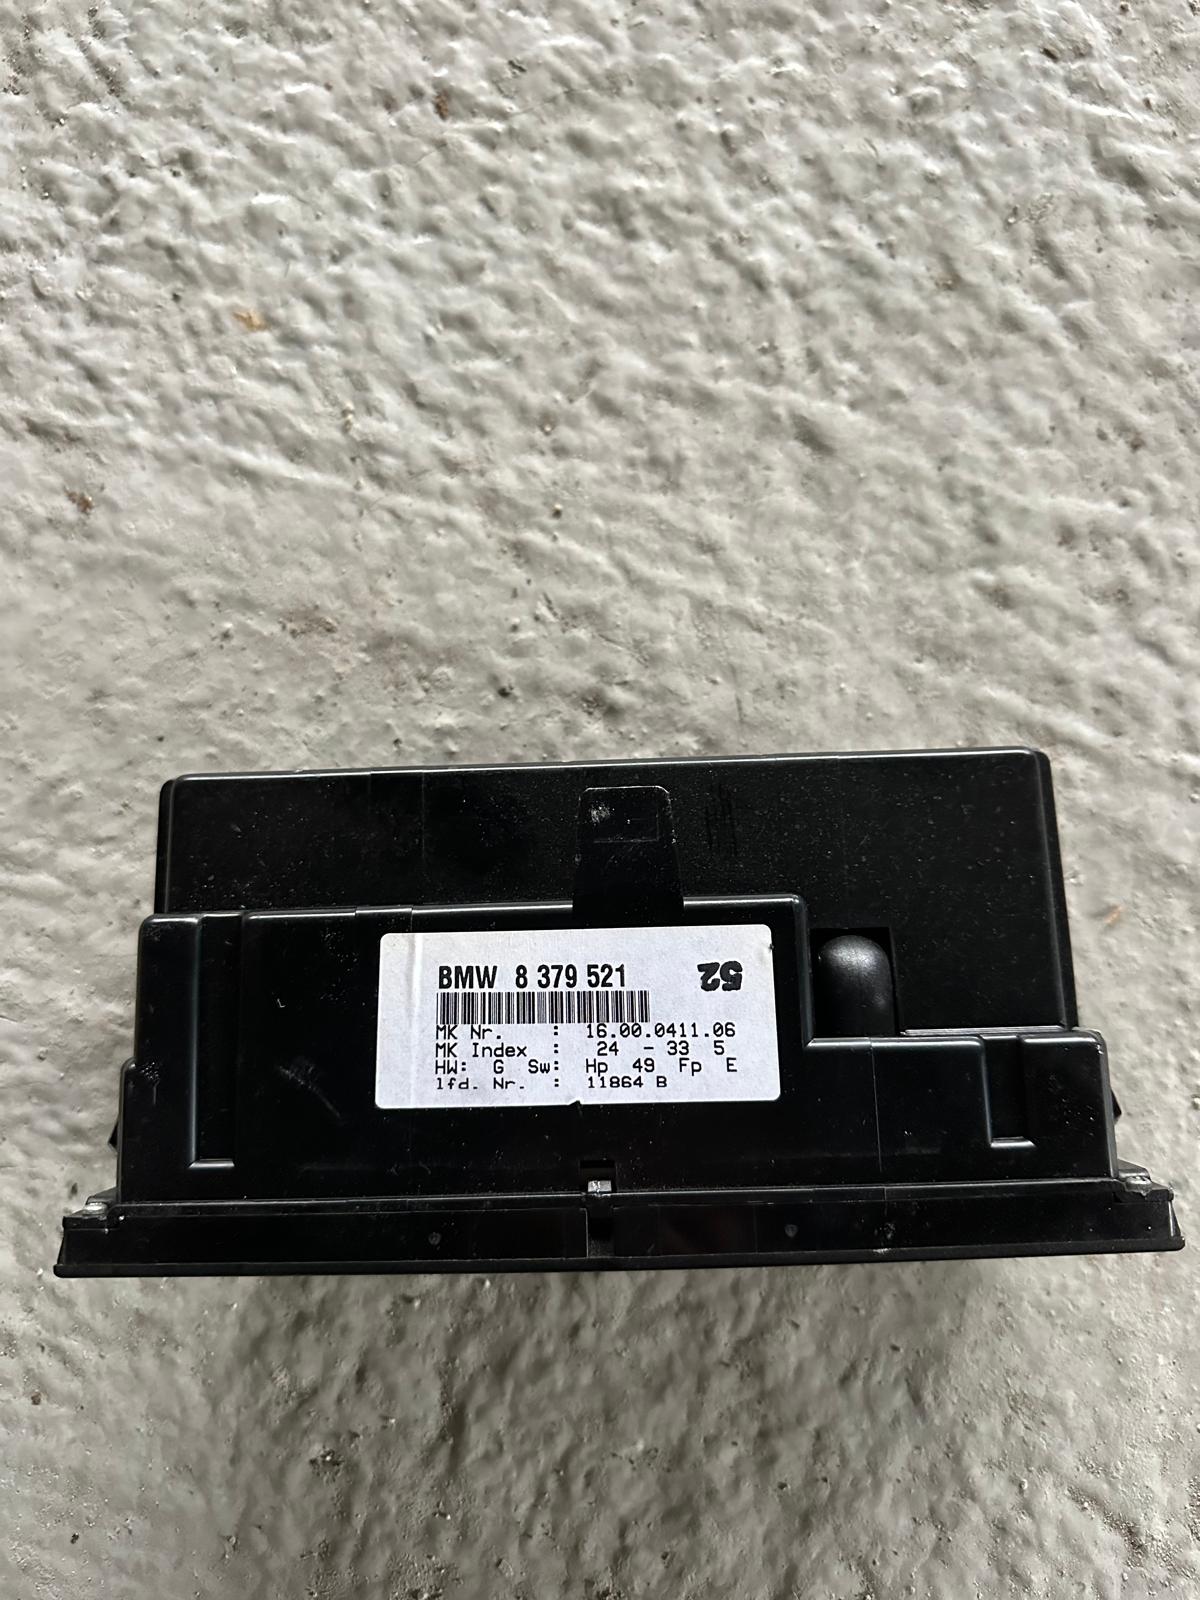 BMW 8 379 521 52
MK Nr. : 16.00.0411.06
MK Index : 24 - 33 5
HW: G Sw: Hp 49 Fp E
lfd. Nr. : 11864 B